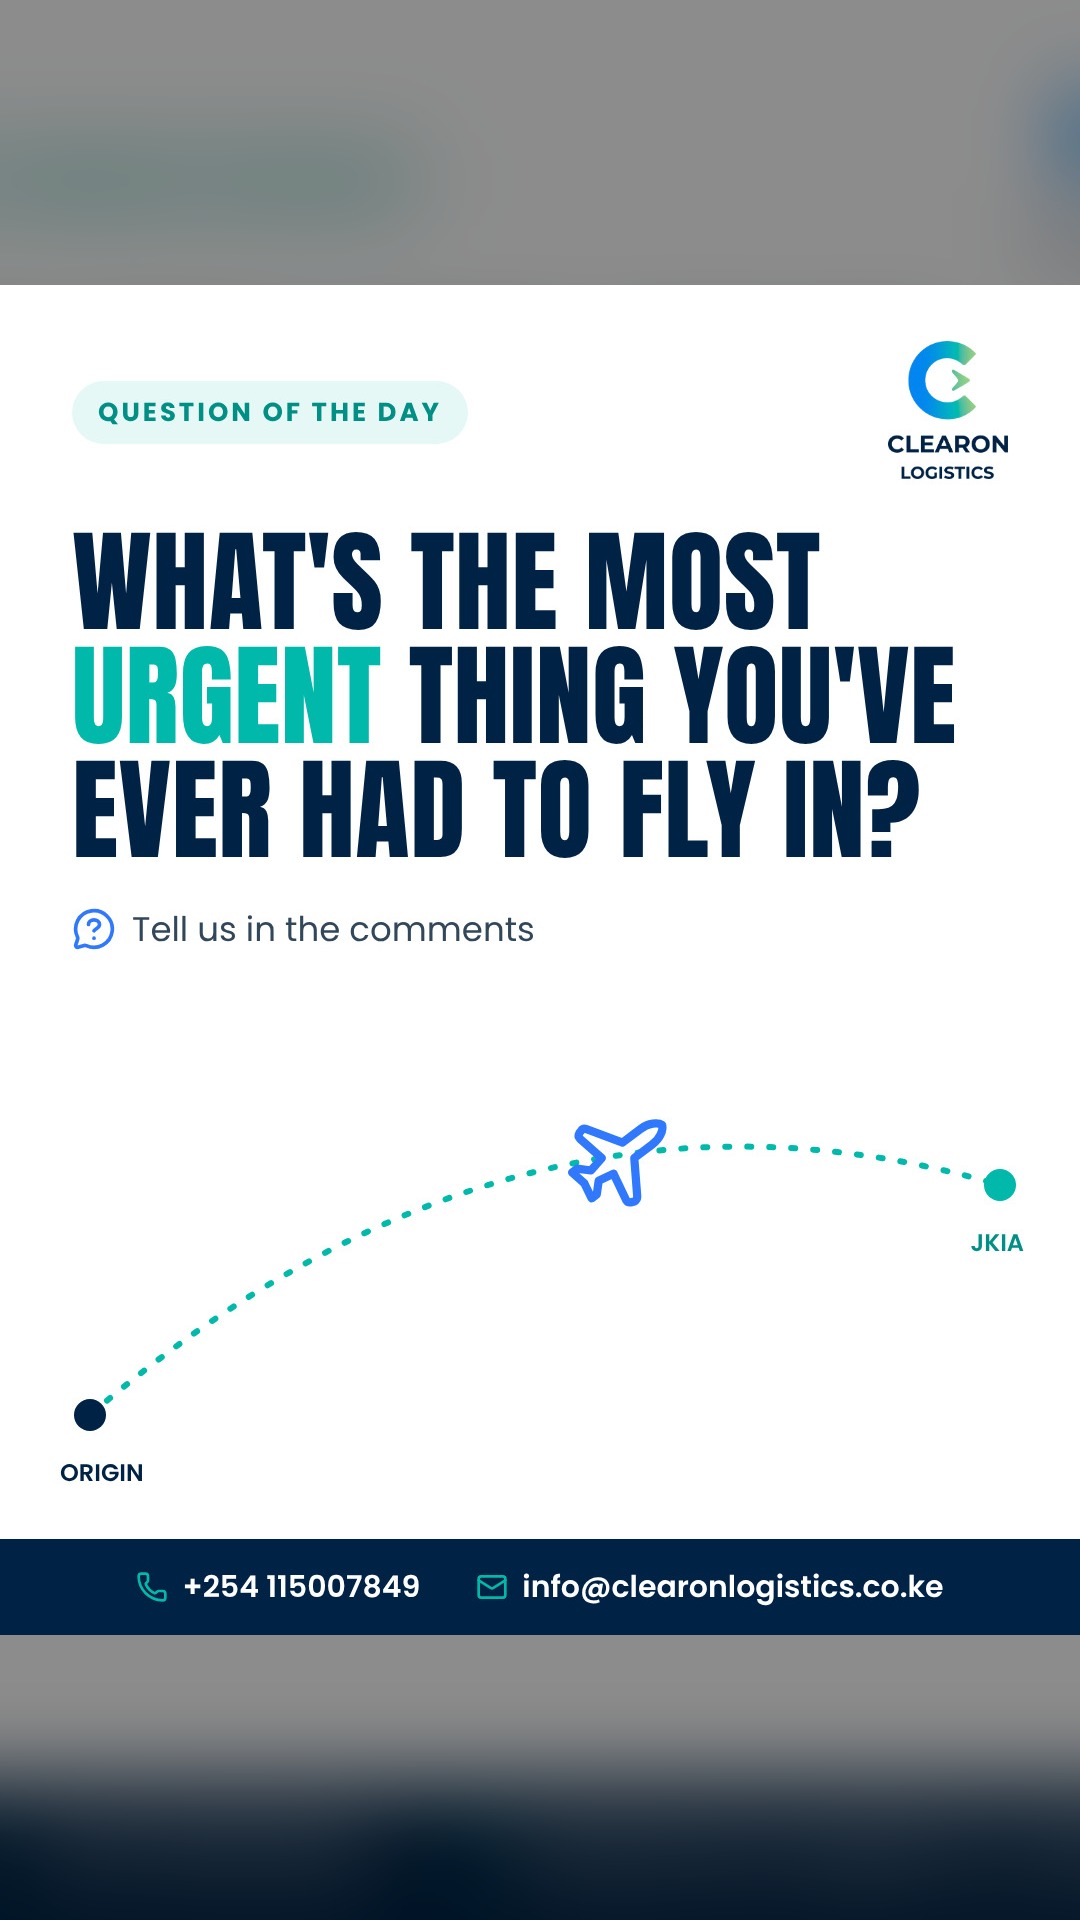 QUESTION OF THE DAY
CLEARON
LOGISTICS
WHAT'S THE MOST
URGENT THING YOU'VE
EVER HAD TO FLY IN?
Tell us in the comments
JKIA
ORIGIN
+254 115007849
info@clearonlogistics.co.ke